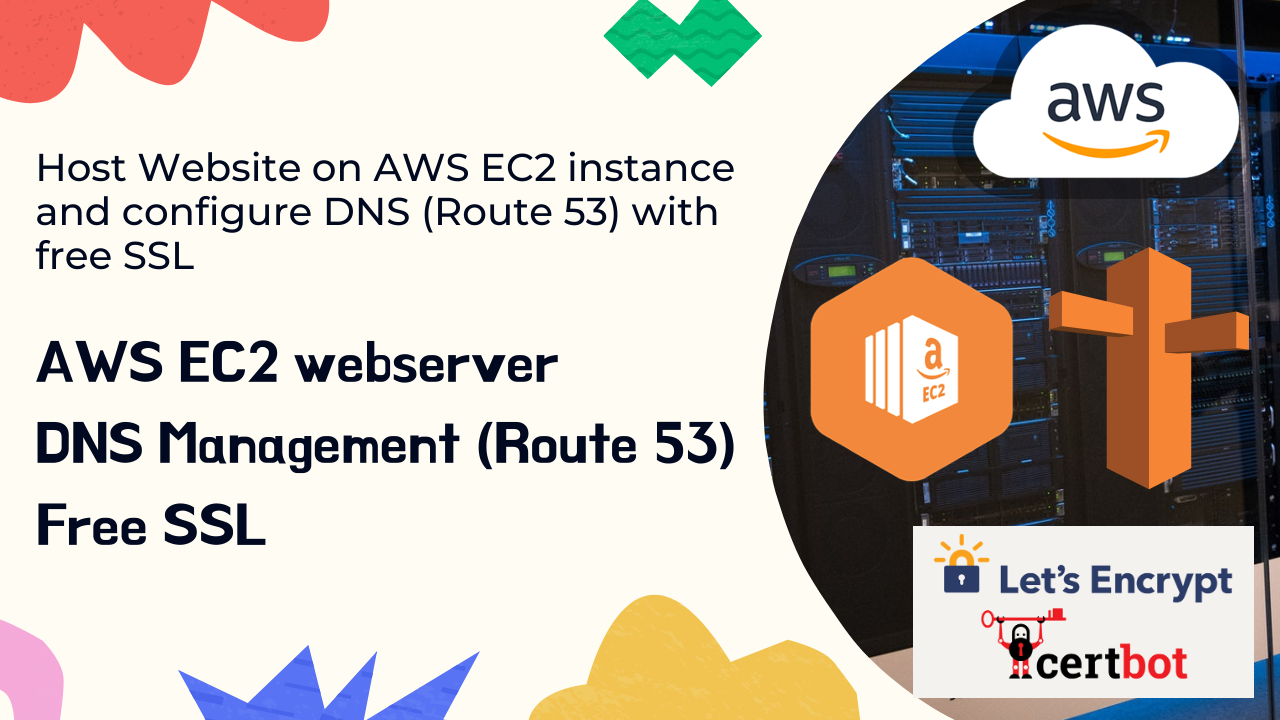 Host Website on AWS EC2 instance
and configure DNS (Route 53) with
free SSL
AWS EC2 webserver
DNS Management (Route 53)
Free SSL
aws
a
EC2
Let's Encrypt
certbot